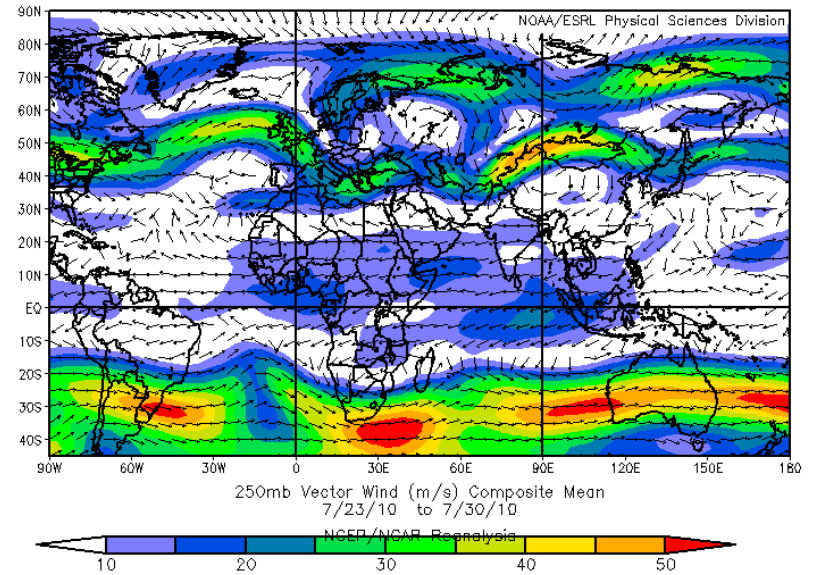 90N
NOAA/ESRL Physical Sciences Division
80N
70N
60N
50N
40N
30N
20N
10N
EQ
10S
20S
30S
40S
90W 60W 30W 0 30E 60E 90E 120E 150E 180
250mb Vector Wind (m/s) Composite Mean
7/23/10 to 7/30/10
NCEP/NCAR Reanalysis
10 20 30 40 50